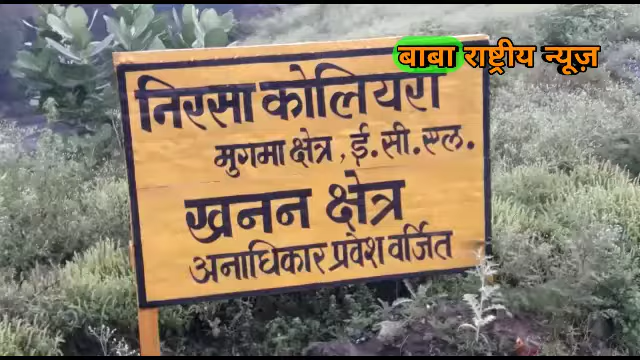 बाबा राष्ट्रीय न्यूज़
निरसा कोलियरी
मुगमा क्षेत्र, ई.सी.एल.
खनन क्षेत्र
अनाधिकार प्रवेश वर्जित